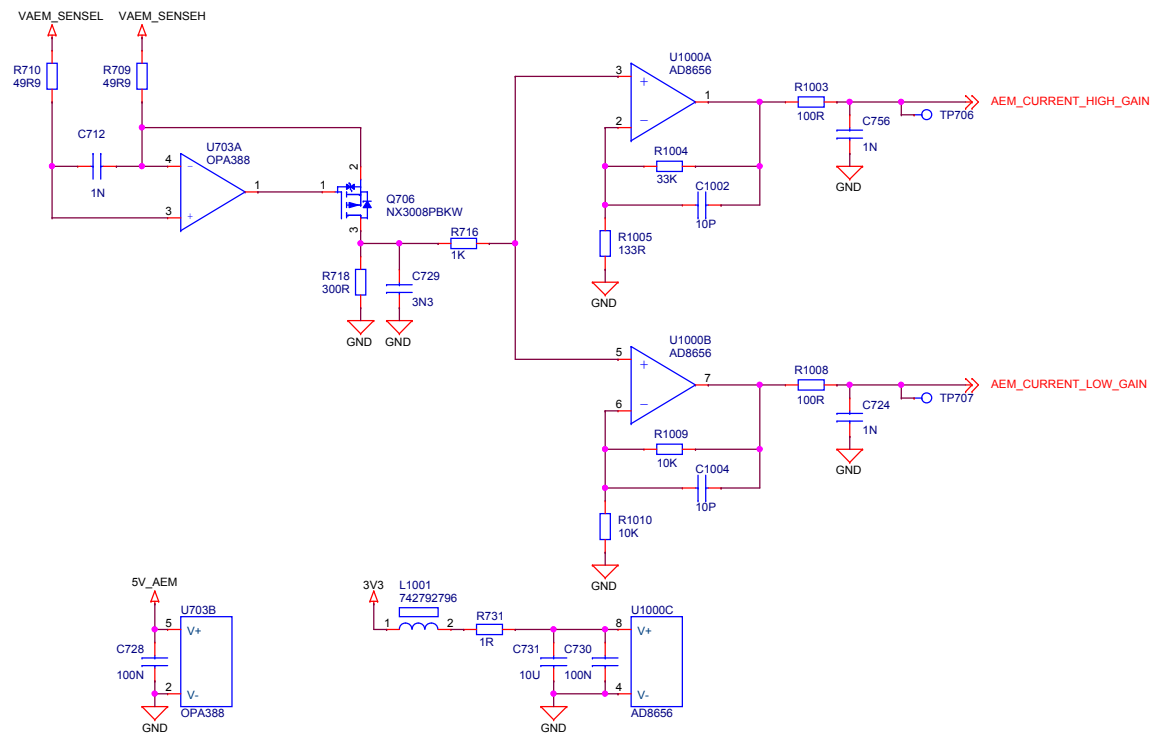 VAEM_SENSEL
VAEM_SENSEH
R710
49R9
R709
49R9
C712
1N
U703A
OPA388
4
3
1
−
+
1
2
3
Q706
NX3008PBKW
R718
300R
C729
3N3
GND
GND
R716
1K
U1000A
AD8656
3
2
1
+
−
R1004
33K
C1002
10P
R1005
133R
GND
R1003
100R
C756
1N
GND
TP706
AEM_CURRENT_HIGH_GAIN
U1000B
AD8656
5
6
7
+
−
R1009
10K
C1004
10P
R1010
10K
GND
R1008
100R
C724
1N
GND
TP707
AEM_CURRENT_LOW_GAIN
5V_AEM
U703B
5
V+
C728
100N
2
V-
OPA388
GND
3V3
L1001
742792796
1
2
R731
1R
C731
10U
C730
100N
U1000C
8
V+
4
V-
AD8656
GND